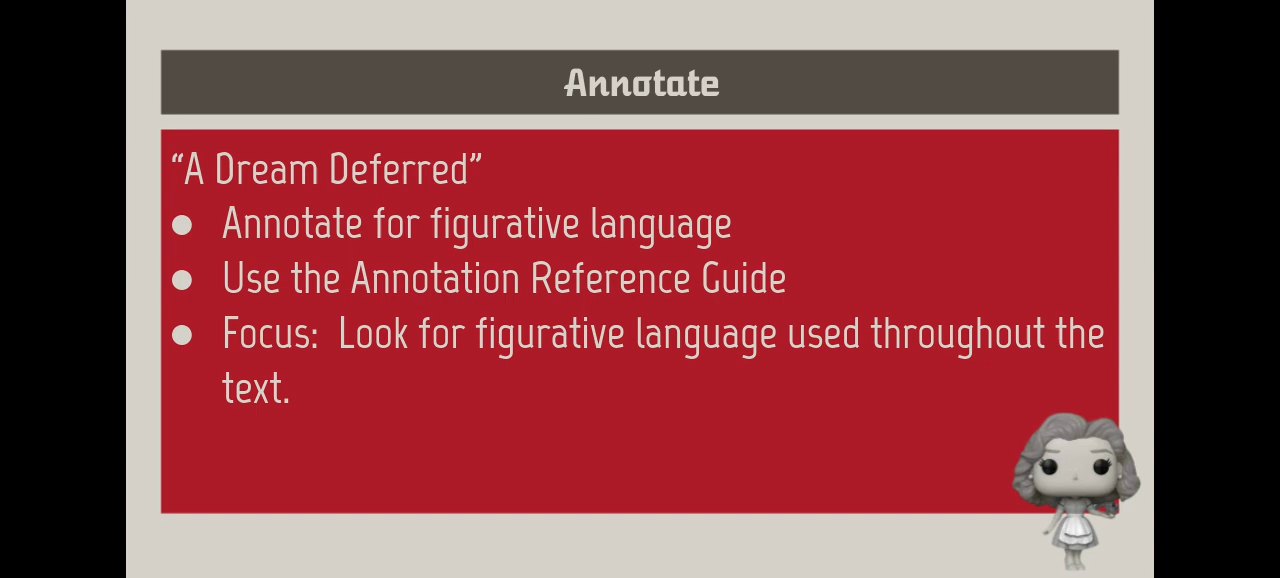 Annotate
“A Dream Deferred”
● Annotate for figurative language
● Use the Annotation Reference Guide
● Focus:  Look for figurative language used throughout the
text.